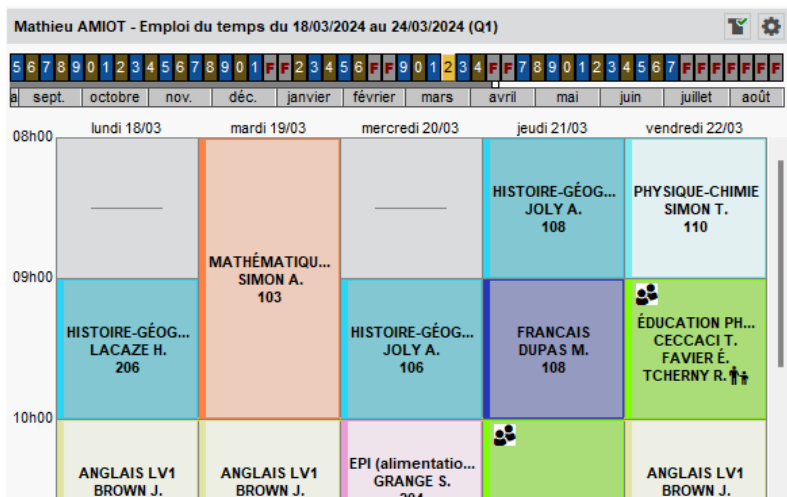 Mathieu AMIOT - Emploi du temps du 18/03/2024 au 24/03/2024 (Q1)
5 6 7 8 9 0 1 2 3 4 5 6 7 8 9 0 1 F F 2 3 4 5 6 F F 9 0 1 2 3 4 F F 7 8 9 0 1 2 3 4 5 6 7 F F F F F F F
a sept. octobre nov. déc. janvier février mars avril mai juin juillet août
lundi 18/03 mardi 19/03 mercredi 20/03 jeudi 21/03 vendredi 22/03
08h00
HISTOIRE-GÉOG...
JOLY A.
108
PHYSIQUE-CHIMIE
SIMON T.
110
MATHÉMATIQU...
SIMON A.
103
09h00
HISTOIRE-GÉOG...
LACAZE H.
206
HISTOIRE-GÉOG...
JOLY A.
106
FRANCAIS
DUPAS M.
108
ÉDUCATION PH...
CECCACI T.
FAVIER É.
TCHERNY R.
10h00
ANGLAIS LV1
BROWN J.
ANGLAIS LV1
BROWN J.
EPI (alimentatio...
GRANGE S.
ANGLAIS LV1
BROWN J.